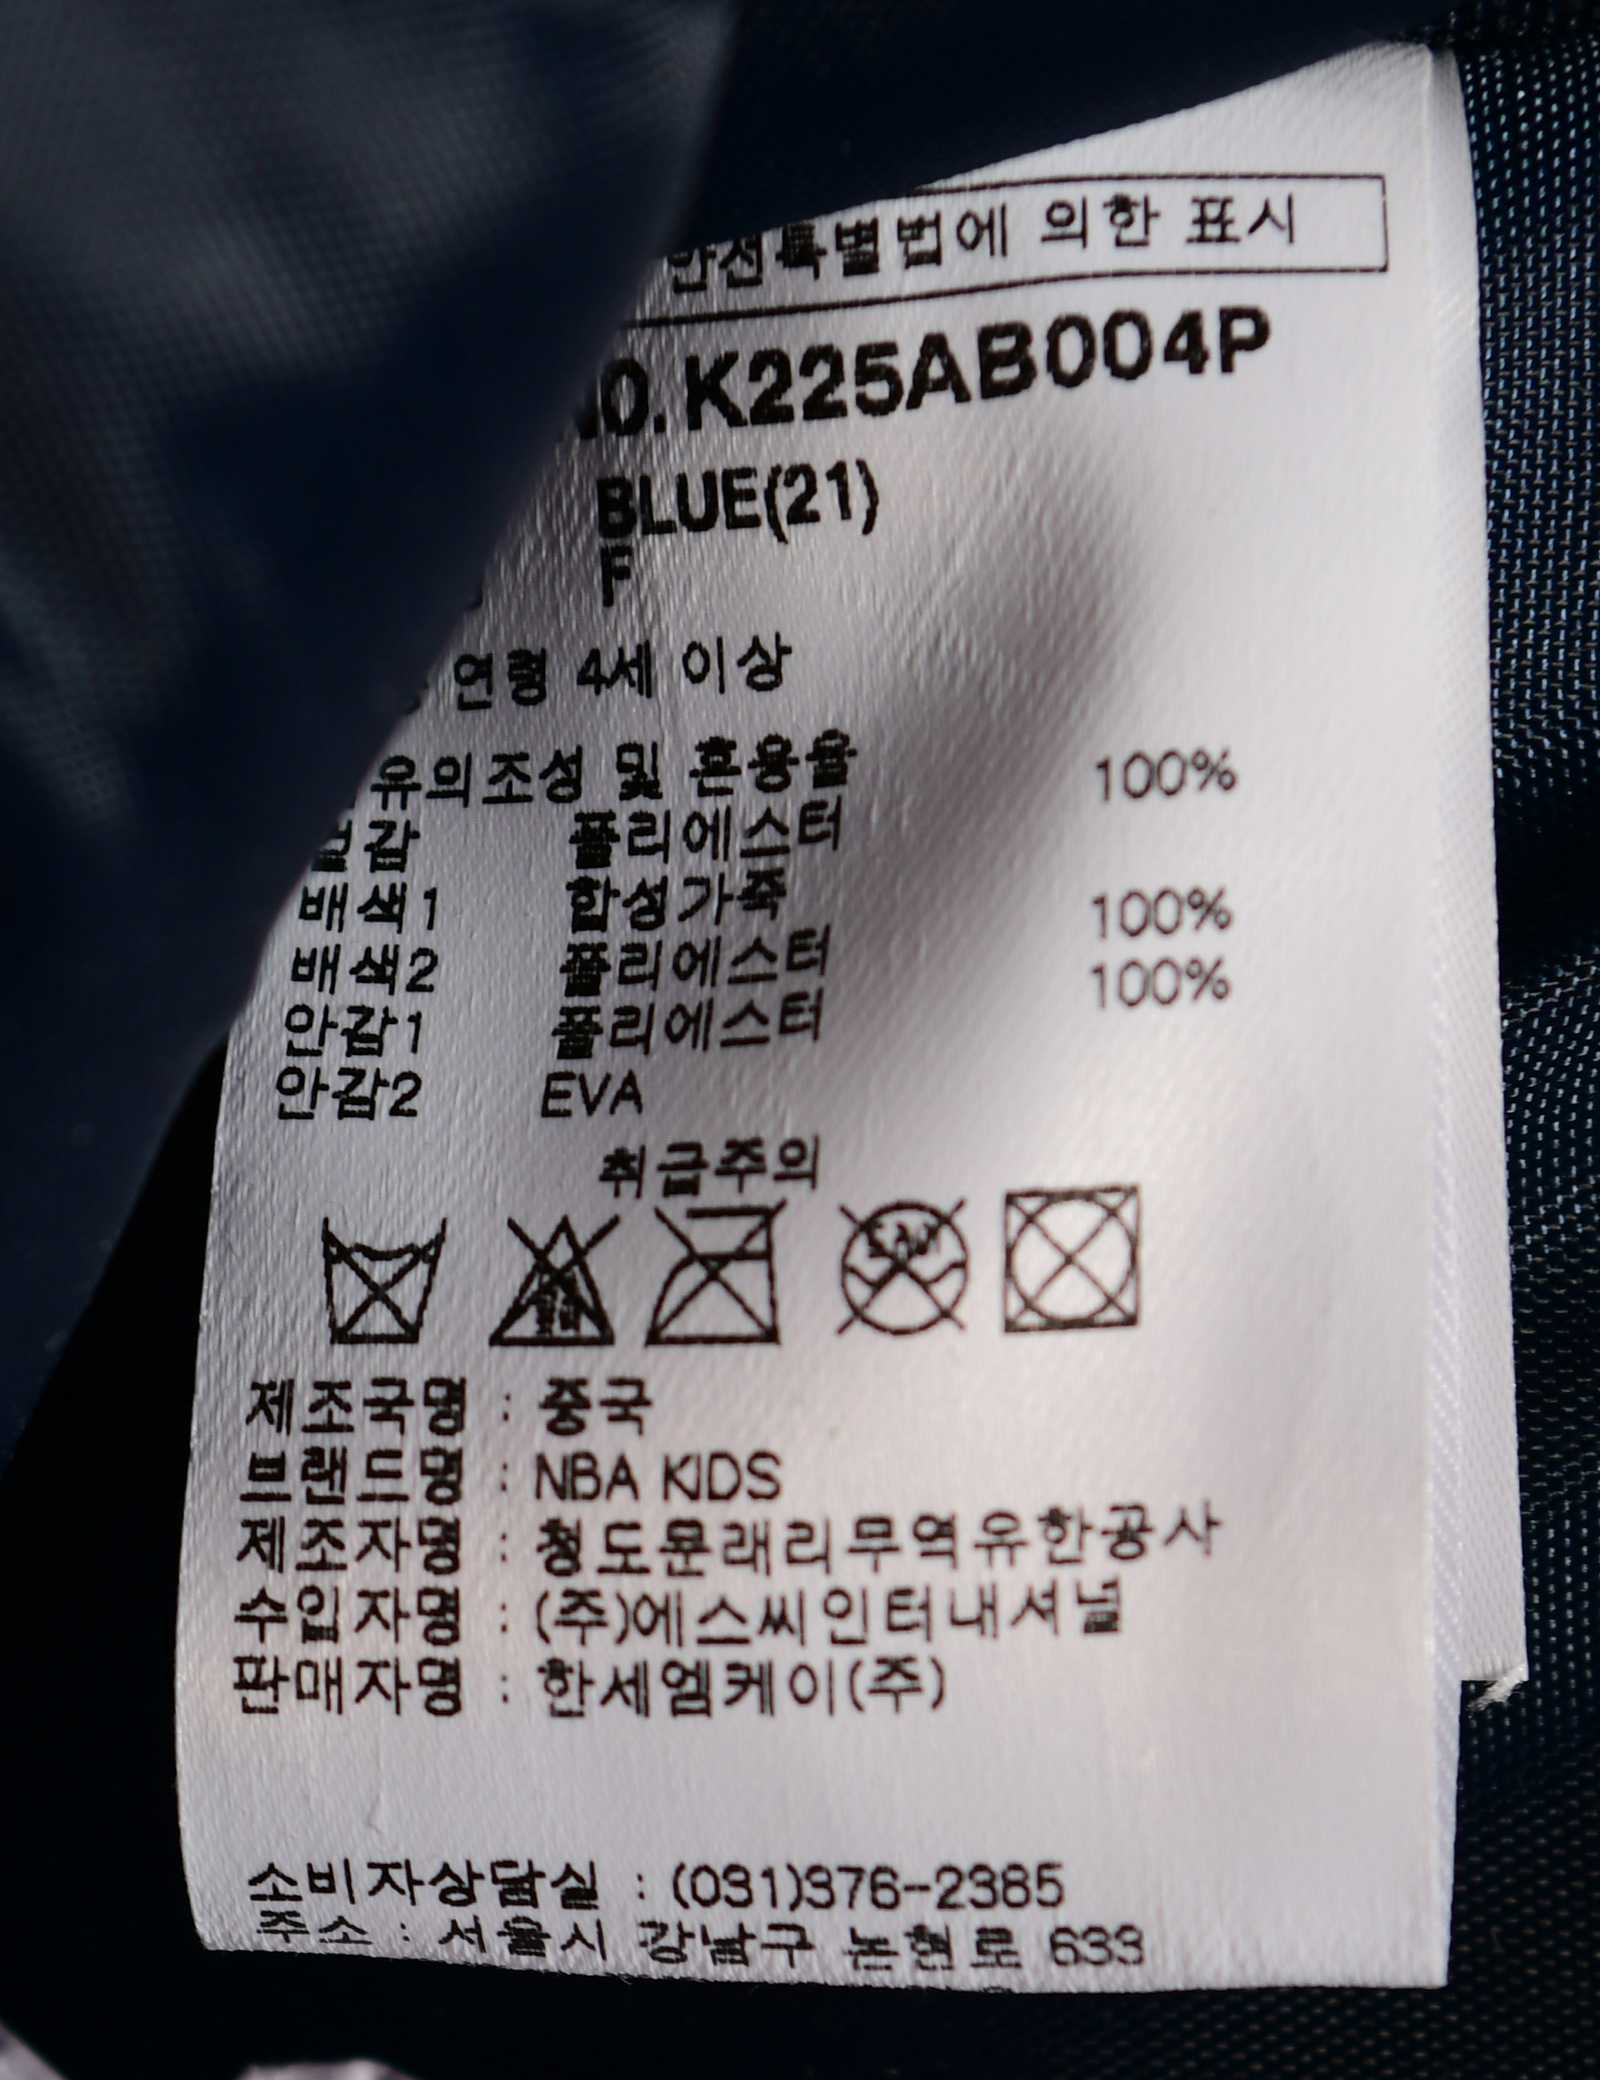 안전특별법에 의한 표시
NO.K225AB004P
BLUE(21)
F
연령 4세 이상
유의조성 및 혼용율
겉감 폴리에스터 100%
배색1 합성가죽
배색2 폴리에스터 100%
안감1 폴리에스터 100%
안감2 EVA
취급주의
제조국명 : 중국
브랜드명 : NBA KIDS
제조자명 : 청도문래리무역유한공사
수입자명 : (주)에스씨인터내셔널
판매자명 : 한세엠케이(주)
소비자상담실 : (031)376-2385
주소 : 서울시 강남구 논현로 633